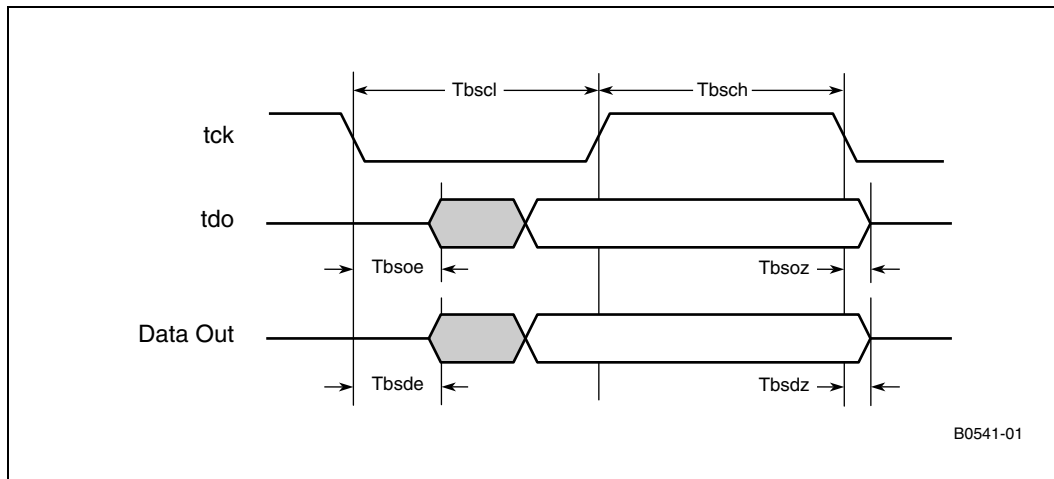 Tbscl
Tbsch
tck
tdo
Tbsoe
Tbsoz
Data Out
Tbsde
Tbsdz
B0541-01